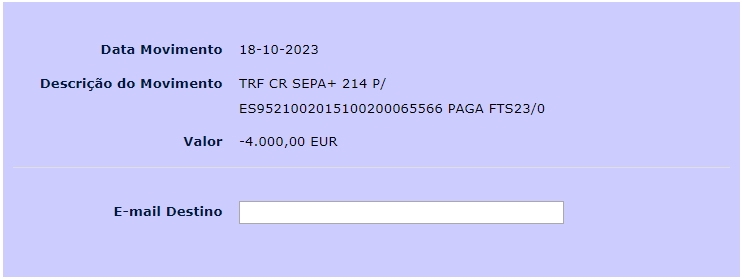 Data Movimento 18-10-2023
Descrição do Movimento TRF CR SEPA+ 214 P/
ES9521002015100200065566 PAGA FTS23/0
Valor -4.000,00 EUR
E-mail Destino